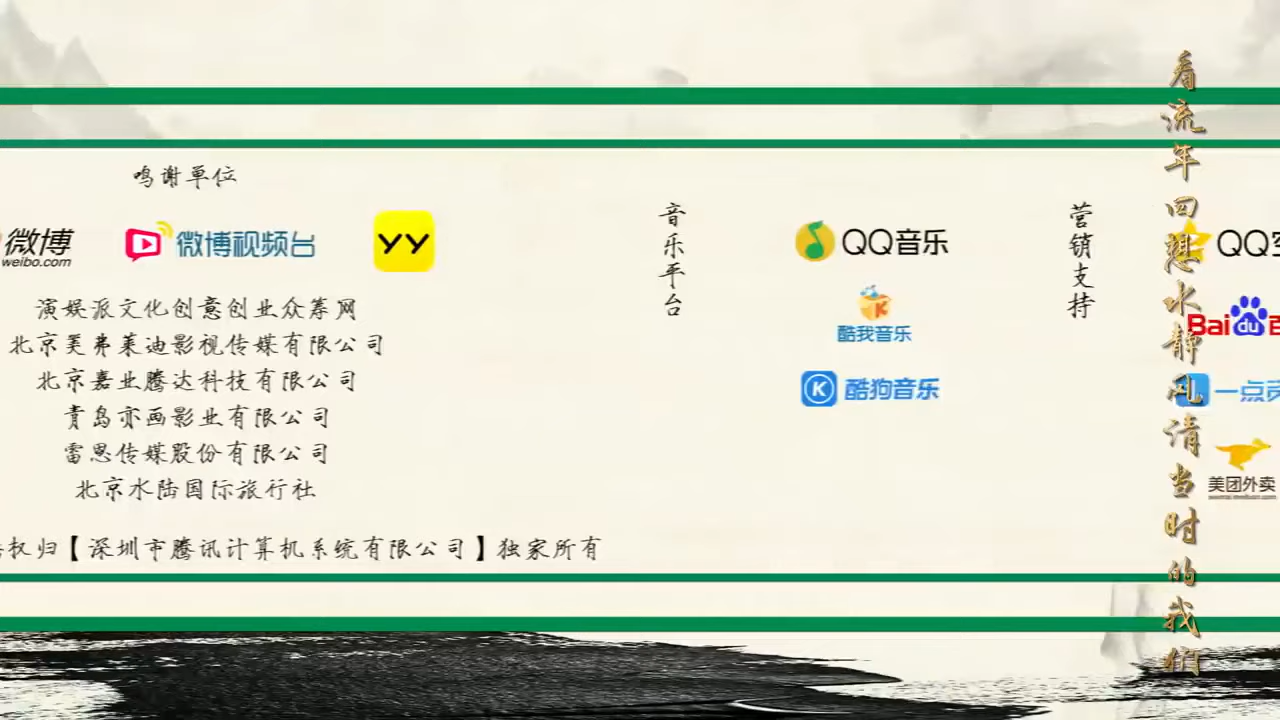 鸣谢单位
微博
weibo.com
微博视频台
YY
演娱派文化创意创业众筹网
北京美弗莱迪影视传媒有限公司
北京嘉业腾达科技有限公司
青岛亦画影业有限公司
雷恩传媒股份有限公司
北京水陆国际旅行社
权归【深圳市腾讯计算机系统有限公司】独家所有
音乐平台
QQ音乐
酷我音乐
K 酷狗音乐
营销支持
QQ空
Bai du
一点
美团外卖
看流年回想水静风清当时的我们